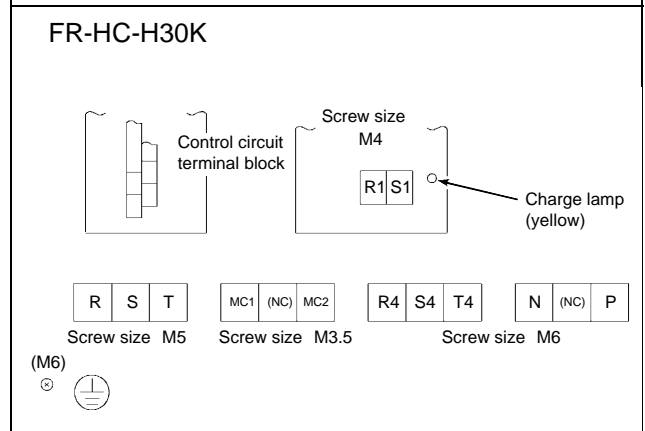 FR-HC-H30K
Control circuit
terminal block
Screw size
M4
R1 S1
Charge lamp
(yellow)
R S T
MC1 (NC) MC2
R4 S4 T4
N (NC) P
Screw size M5
Screw size M3.5
Screw size M6
(M6)